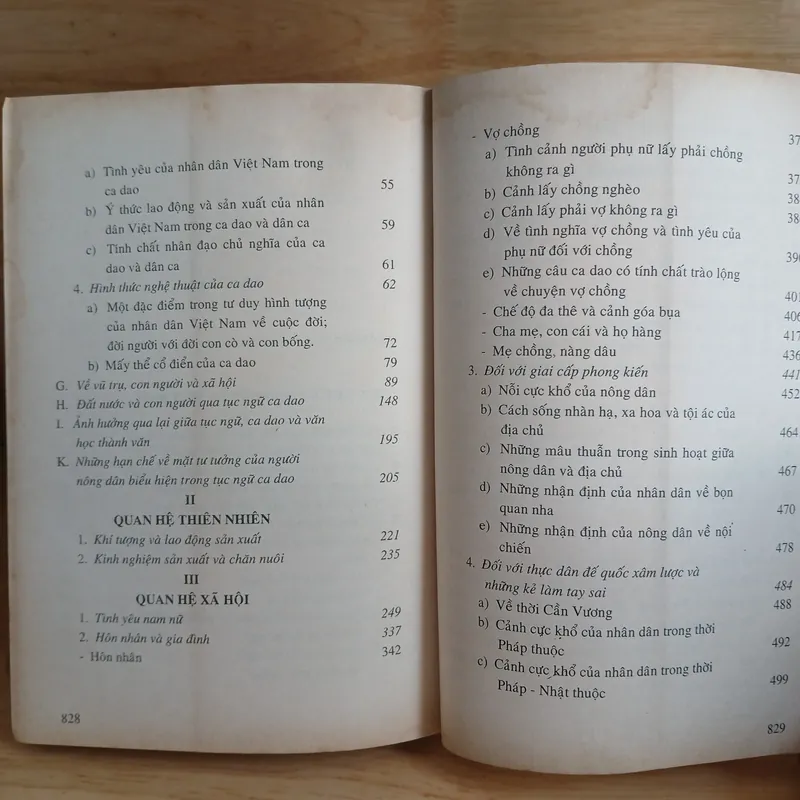 a) Tình yêu của nhân dân Việt Nam trong
ca dao 55
b) Ý thức lao động và sản xuất của nhân
dân Việt Nam trong ca dao và dân ca 59
c) Tính chất nhân đạo chủ nghĩa của ca
dao và dân ca 61
4. Hình thức nghệ thuật của ca dao 62
a) Một đặc điểm trong tư duy hình tượng
của nhân dân Việt Nam về cuộc đời;
đời người với đời con cò và con bống. 72
b) Mấy thể cổ điển của ca dao 79
G. Về vũ trụ, con người và xã hội 89
H. Đất nước và con người qua tục ngữ ca dao 148
I. Ảnh hưởng qua lại giữa tục ngữ, ca dao và văn
học thành văn 195
K. Những hạn chế về mặt tư tưởng của người
nông dân biểu hiện trong tục ngữ ca dao 205
II
QUAN HỆ THIÊN NHIÊN
1. Khí tượng và lao động sản xuất 221
2. Kinh nghiệm sản xuất và chăn nuôi 235
III
QUAN HỆ XÃ HỘI
1. Tình yêu nam nữ 249
2. Hôn nhân và gia đình 337
- Hôn nhân 342
828
- Vợ chồng 37
a) Tình cảnh người phụ nữ lấy phải chồng
không ra gì 37
b) Cảnh lấy chồng nghèo 38
c) Cảnh lấy phải vợ không ra gì 38
d) Về tình nghĩa vợ chồng và tình yêu của
phụ nữ đối với chồng 390
e) Những câu ca dao có tính chất trào lộng
về chuyện vợ chồng 401
- Chế độ đa thê và cảnh góa bụa 406
- Cha mẹ, con cái và họ hàng 417
- Mẹ chồng, nàng dâu 436
3. Đối với giai cấp phong kiến 441
a) Nỗi cực khổ của nông dân 452
b) Cách sống nhàn hạ, xa hoa và tội ác của
địa chủ 464
c) Những mâu thuẫn trong sinh hoạt giữa
nông dân và địa chủ 467
d) Những nhận định của nhân dân về bọn
quan nha 470
e) Những nhận định của nông dân về nội
chiến 478
4. Đối với thực dân đế quốc xâm lược và
những kẻ làm tay sai 484
a) Về thời Cần Vương 488
b) Cảnh cực khổ của nhân dân trong thời
Pháp thuộc 492
c) Cảnh cực khổ của nhân dân trong thời
Pháp - Nhật thuộc 499
829